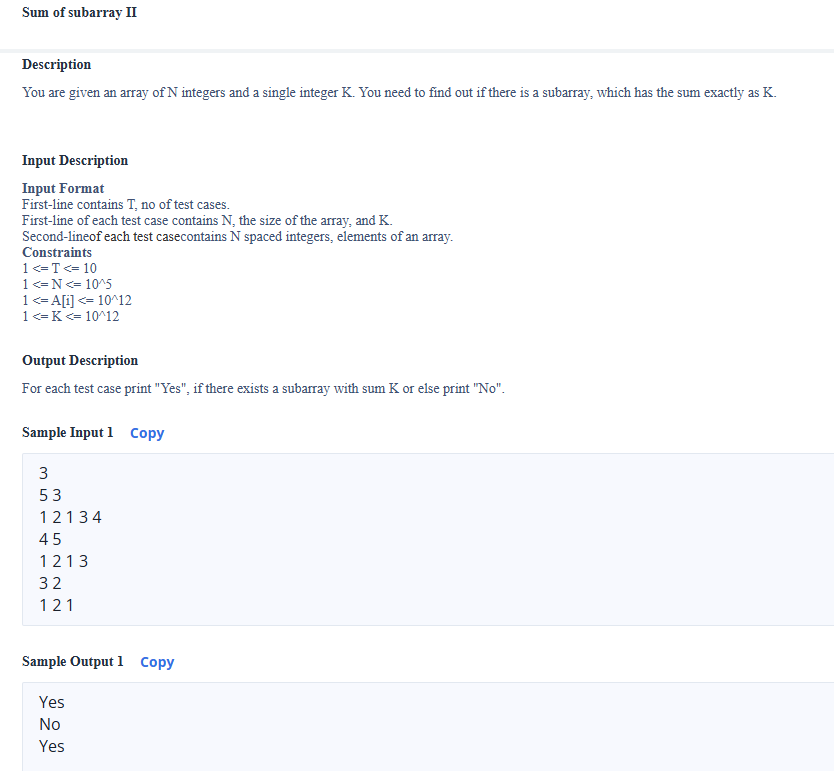 Sum of subarray II
Description
You are given an array of N integers and a single integer K. You need to find out if there is a subarray, which has the sum exactly as K.
Input Description
Input Format
First-line contains T, no of test cases.
First-line of each test case contains N, the size of the array, and K.
Second-lineof each test casecontains N spaced integers, elements of an array.
Constraints
1 <= T <= 10
1 <= N <= 10^5
1 <= A[i] <= 10^12
1 <= K <= 10^12
Output Description
For each test case print "Yes", if there exists a subarray with sum K or else print "No".
Sample Input 1 Copy
3
5 3
1 2 1 3 4
4 5
1 2 1 3
3 2
1 2 1
Sample Output 1 Copy
Yes
No
Yes